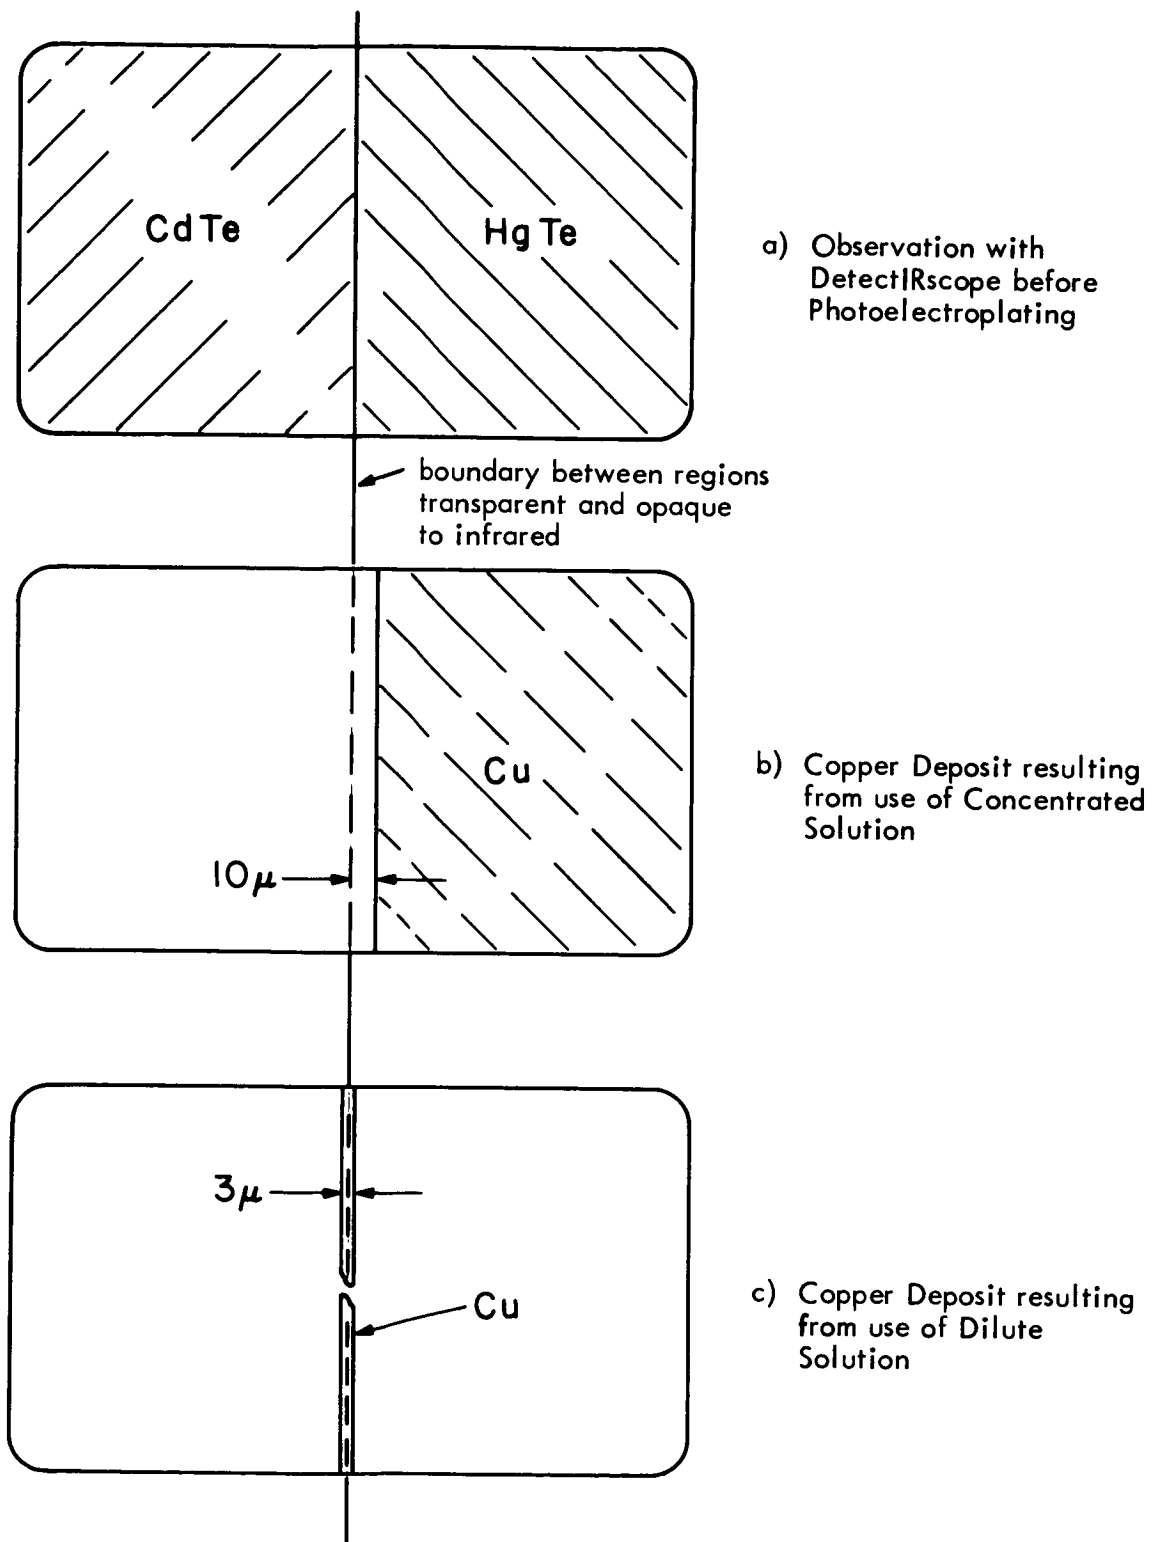 CdTe
HgTe
a) Observation with
DetectIRscope before
Photoelectroplating
boundary between regions
transparent and opaque
to infrared
Cu
10μ
b) Copper Deposit resulting
from use of Concentrated
Solution
3μ
Cu
c) Copper Deposit resulting
from use of Dilute
Solution